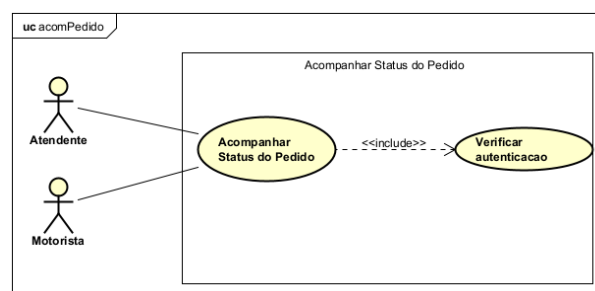 uc acomPedido
Acompanhar Status do Pedido
Atendente
Acompanhar
Status do Pedido
<<include>>
Verificar
autenticacao
Motorista